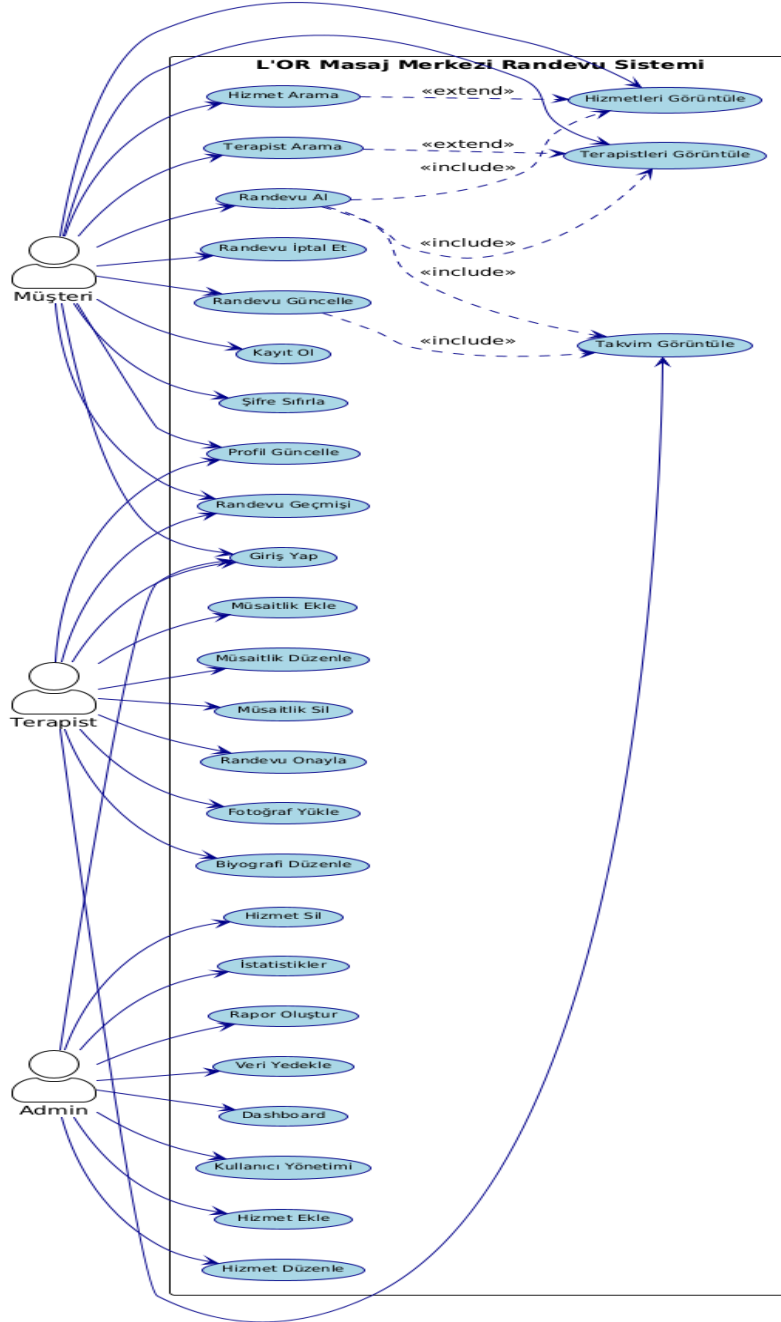 L'OR Masaj Merkezi Randevu Sistemi
Hizmet Arama
«extend»
Hizmetleri Görüntüle
Terapist Arama
«extend»
Terapistleri Görüntüle
«include»
Randevu Al
Randevu İptal Et
«include»
«include»
Randevu Güncelle
Müşteri
«include»
Takvim Görüntüle
Kayıt Ol
Şifre Sıfırla
Profil Güncelle
Randevu Geçmişi
Giriş Yap
Müsaitlik Ekle
Müsaitlik Düzenle
Müsaitlik Sil
Terapist
Randevu Onayla
Fotoğraf Yükle
Biyografi Düzenle
Hizmet Sil
İstatistikler
Rapor Oluştur
Veri Yedekle
Admin
Dashboard
Kullanıcı Yönetimi
Hizmet Ekle
Hizmet Düzenle